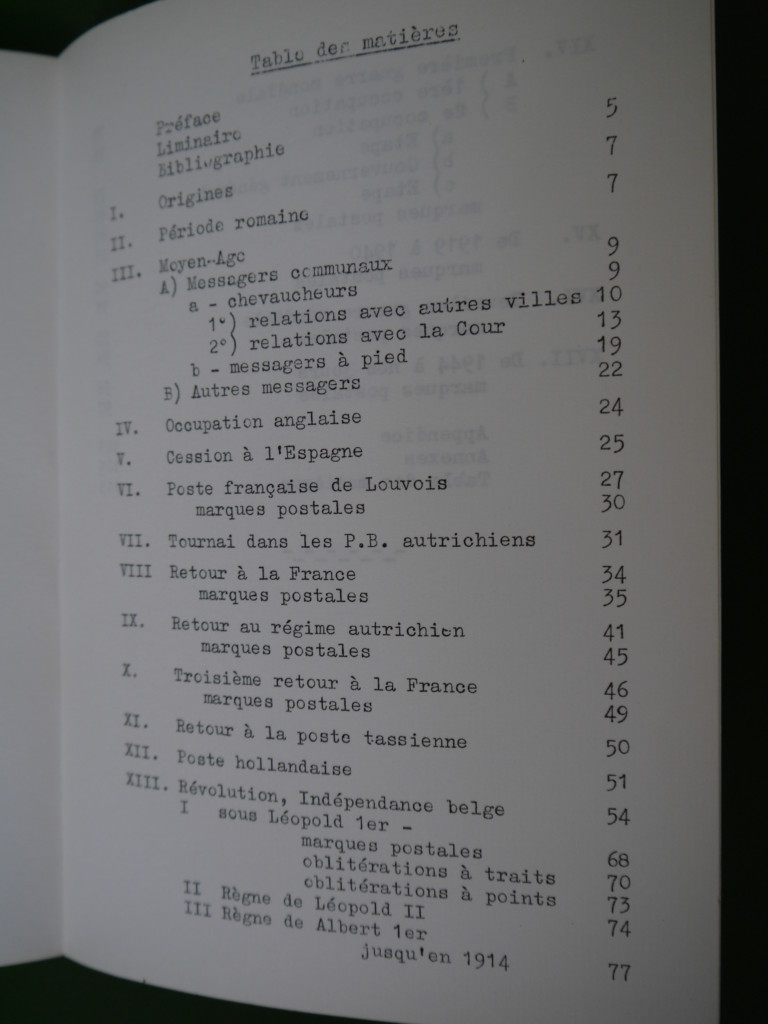 Table des matières
Préface
Liminaire
Bibliographie 5
I. Origines 7
II. Période romaine 7
III. Moyen-Age
A) Messagers communaux 9
a - chevaucheurs 9
1°) relations avec autres villes 10
2°) relations avec la Cour 13
b - messagers à pied 19
B) Autres messagers 22
IV. Occupation anglaise 24
V. Cession à l'Espagne 25
VI. Poste française de Louvois 27
marques postales 30
VII. Tournai dans les P.B. autrichiens 31
VIII Retour à la France 34
marques postales 35
IX. Retour au régime autrichien 41
marques postales 45
X. Troisième retour à la France 46
marques postales 49
XI. Retour à la poste tassienne 50
XII. Poste hollandaise 51
XIII. Révolution, Indépendance belge 54
I sous Léopold 1er -
marques postales 68
oblitérations à traits 70
oblitérations à points 73
II Règne de Léopold II 74
III Règne de Albert 1er
jusqu'en 1914 77